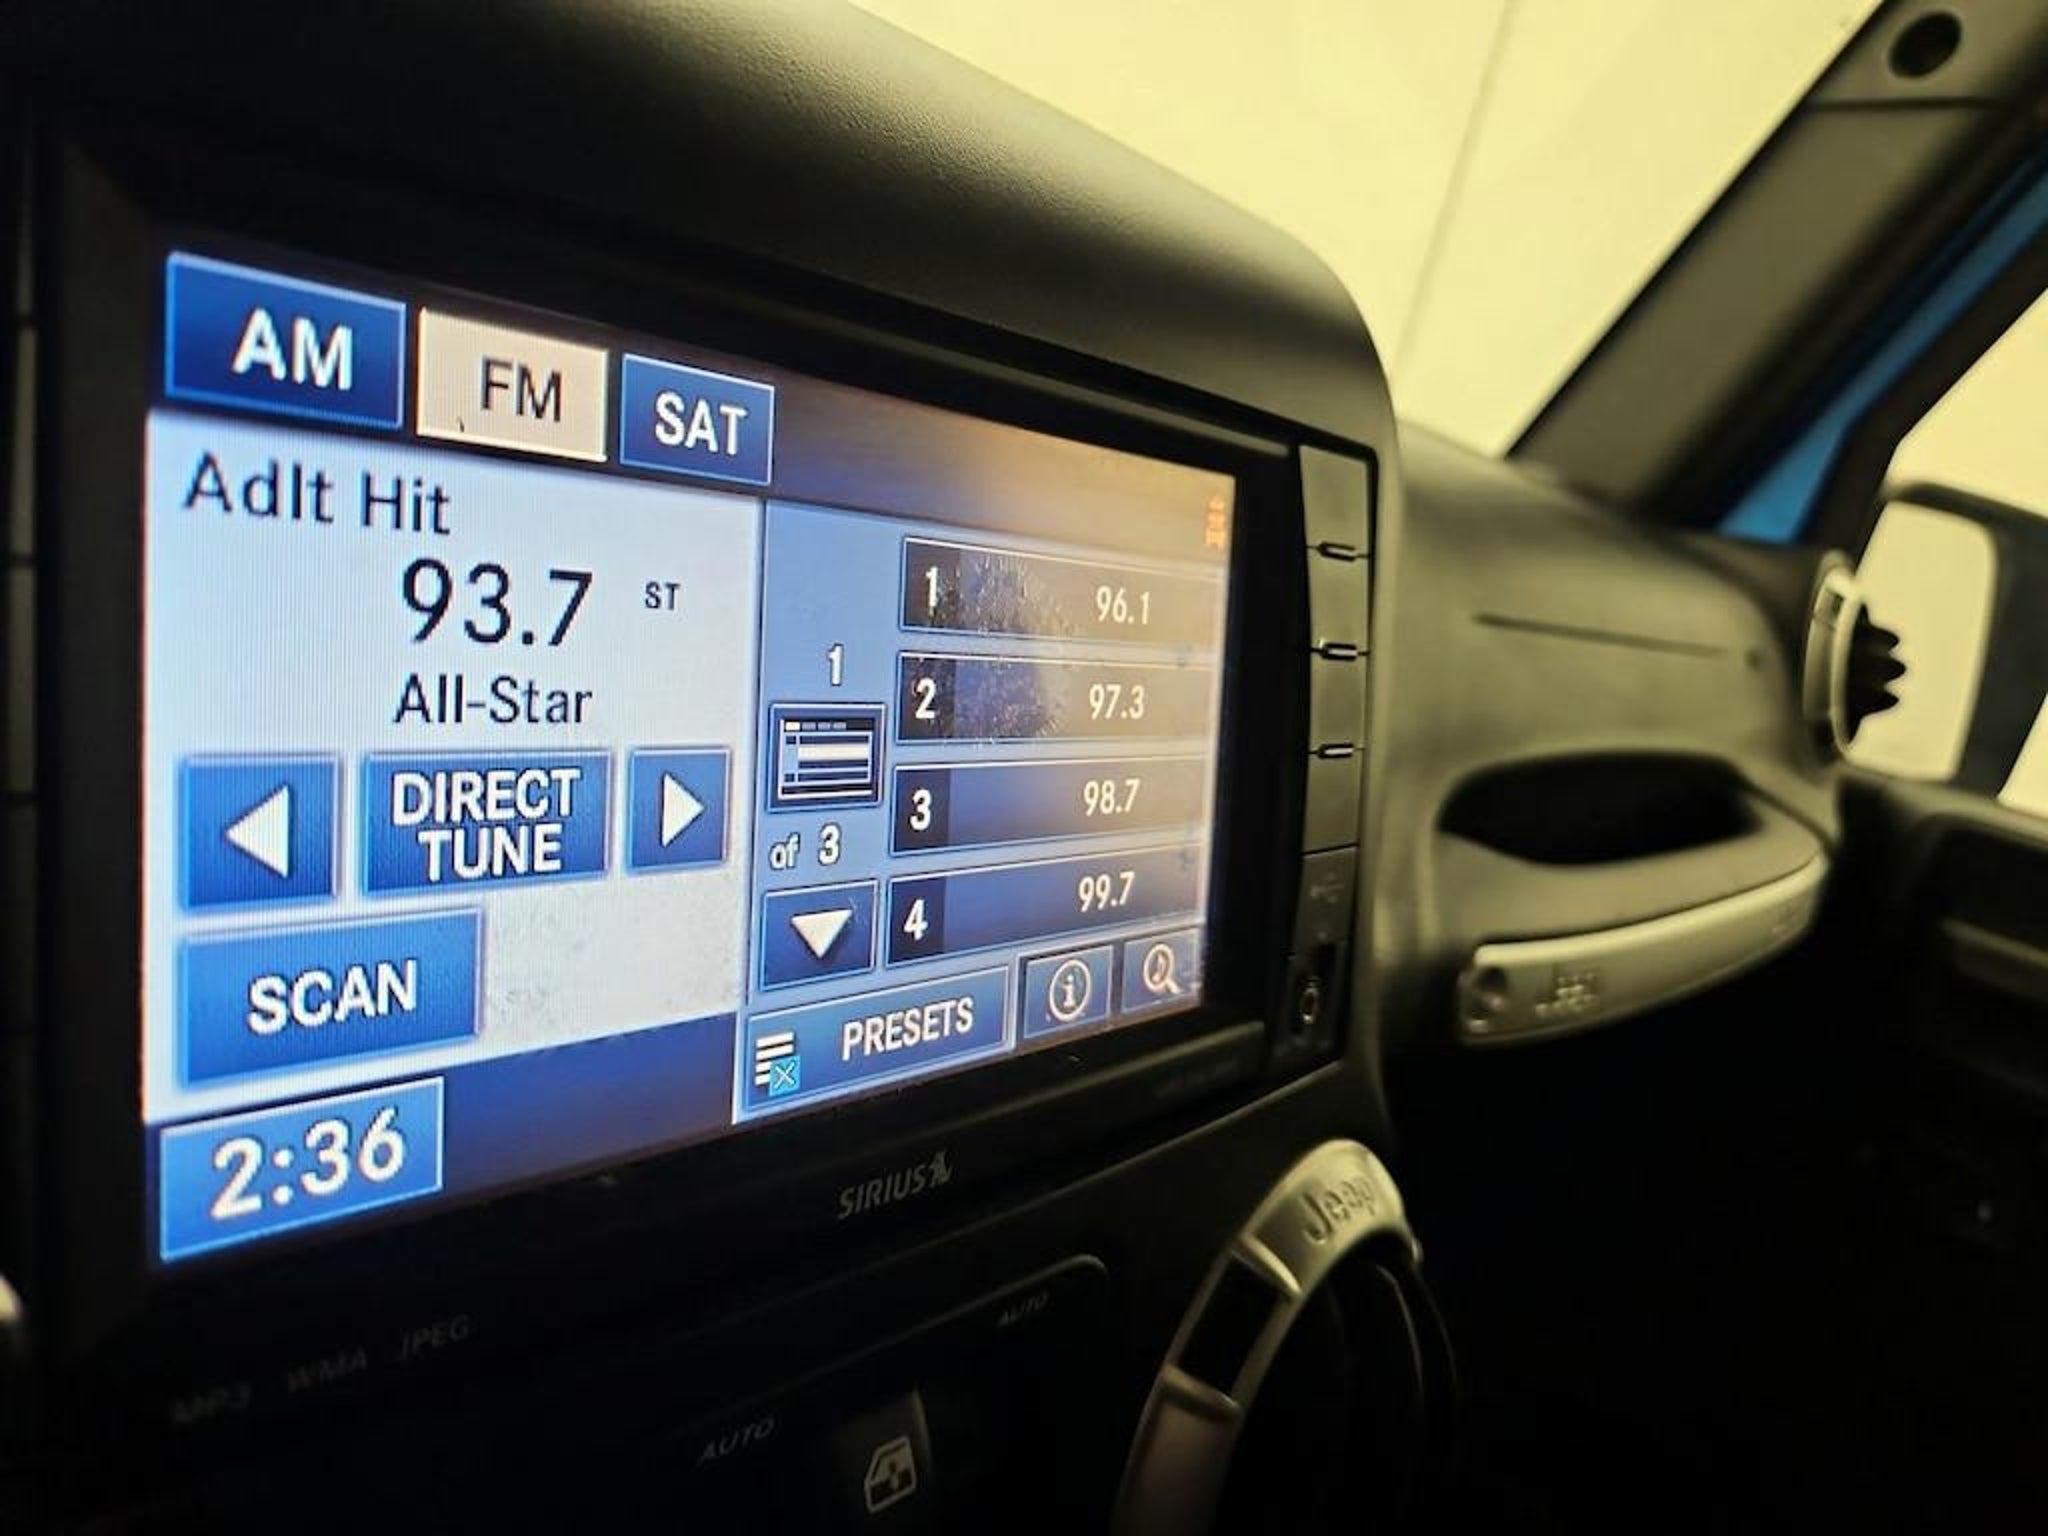 AM
FM
SAT
Adlt Hit
93.7 ST
All-Star
DIRECT
TUNE
SCAN
2:36
1
of 3
1 96.1
2 97.3
3 98.7
4 99.7
PRESETS
SIRIUS
MP3 WMA JPEG
AUTO
AUTO
Jeep
Jeep